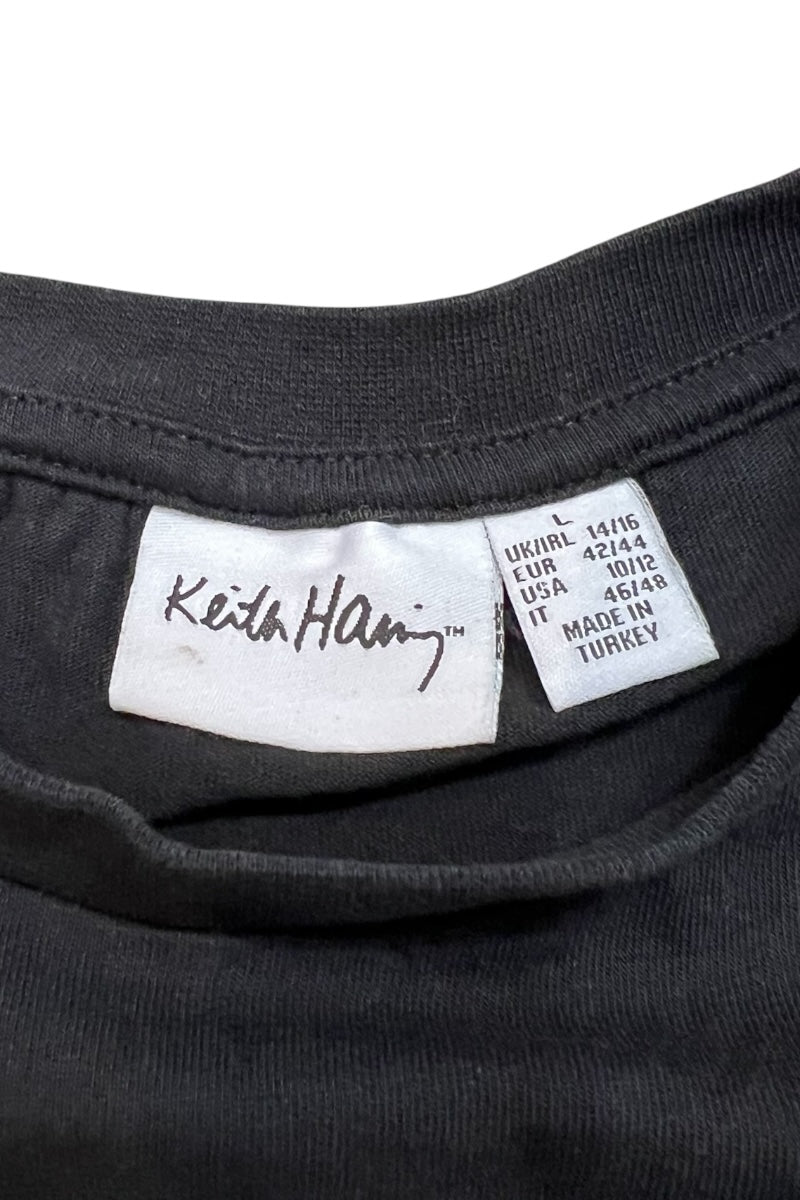 Keith Haring™
L
UK/IRL 14/16
EUR 42/44
USA 10/12
IT 46/48
MADE IN
TURKEY